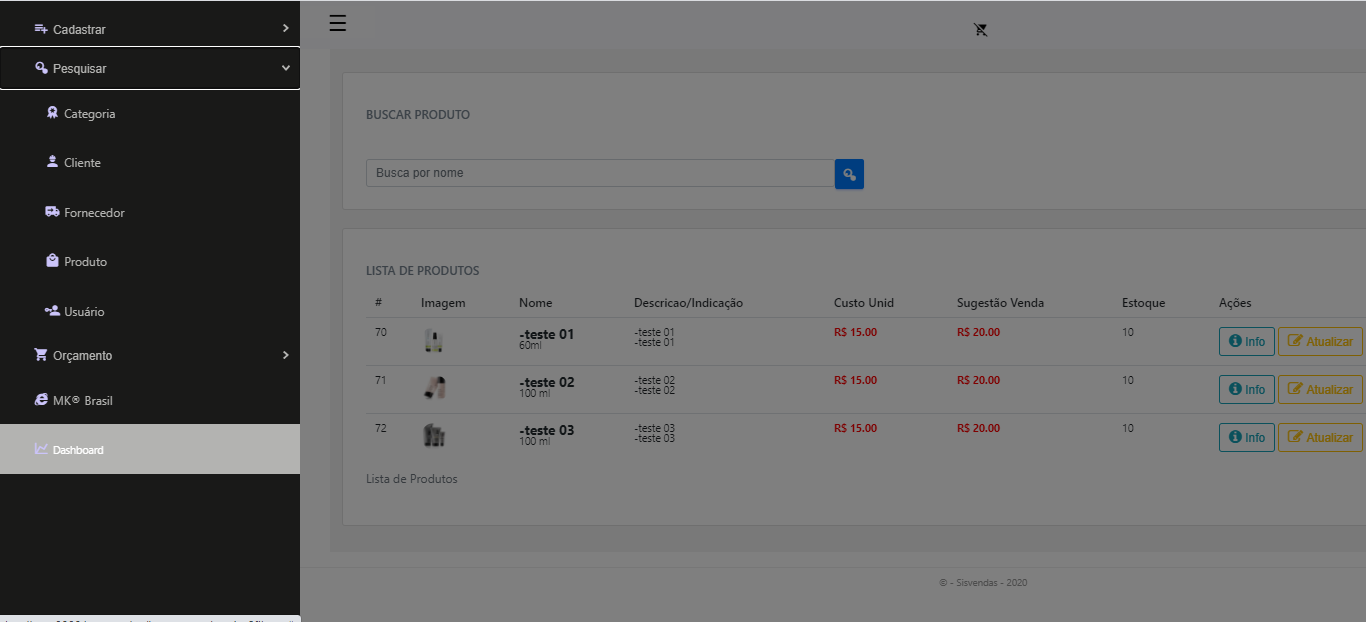 Cadastrar
Pesquisar
Categoria
Cliente
Fornecedor
Produto
Usuário
Orçamento
MK® Brasil
Dashboard
BUSCAR PRODUTO
Busca por nome
LISTA DE PRODUTOS
# Imagem Nome Descricao/Indicação Custo Unid Sugestão Venda Estoque Ações
70 -teste 01 -teste 01 R$ 15.00 R$ 20.00 10 Info Atualizar
60ml -teste 01
71 -teste 02 -teste 02 R$ 15.00 R$ 20.00 10 Info Atualizar
100 ml -teste 02
72 -teste 03 -teste 03 R$ 15.00 R$ 20.00 10 Info Atualizar
100 ml -teste 03
Lista de Produtos
® - Sisvendas - 2020